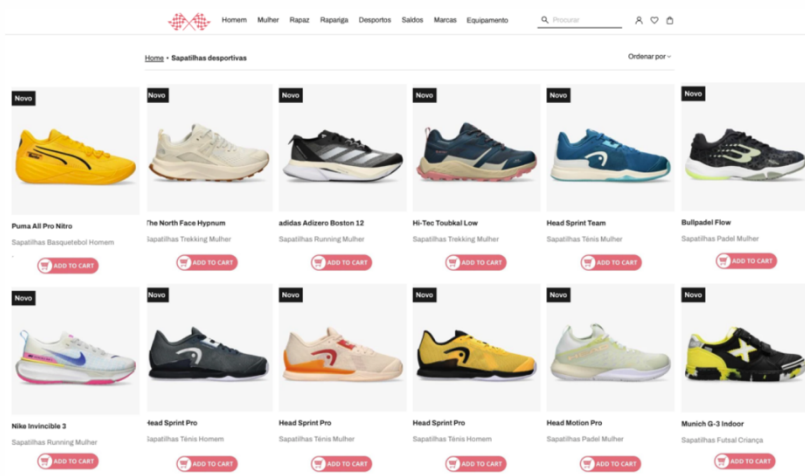 Homem Mulher Rapaz Rapariga Desportos Saldos Marcas Equipamento Procurar
Home • Sapatilhas desportivas Ordenar por
Novo Novo Novo Novo Novo Novo
Puma All Pro Nitro The North Face Hypnum adidas Adizero Boston 12 Hi-Tec Toubkal Low Head Sprint Team Bullpadel Flow
Sapatilhas Basquetebol Homem Sapatilhas Trekking Mulher Sapatilhas Running Mulher Sapatilhas Trekking Mulher Sapatilhas Ténis Mulher Sapatilhas Padel Mulher
ADD TO CART ADD TO CART ADD TO CART ADD TO CART ADD TO CART ADD TO CART
Novo Novo Novo Novo Novo Novo
Nike Invincible 3 Head Sprint Pro Head Sprint Pro Head Sprint Pro Head Motion Pro Munich G-3 Indoor
Sapatilhas Running Mulher Sapatilhas Ténis Homem Sapatilhas Ténis Mulher Sapatilhas Ténis Homem Sapatilhas Padel Mulher Sapatilhas Futsal Criança
ADD TO CART ADD TO CART ADD TO CART ADD TO CART ADD TO CART ADD TO CART